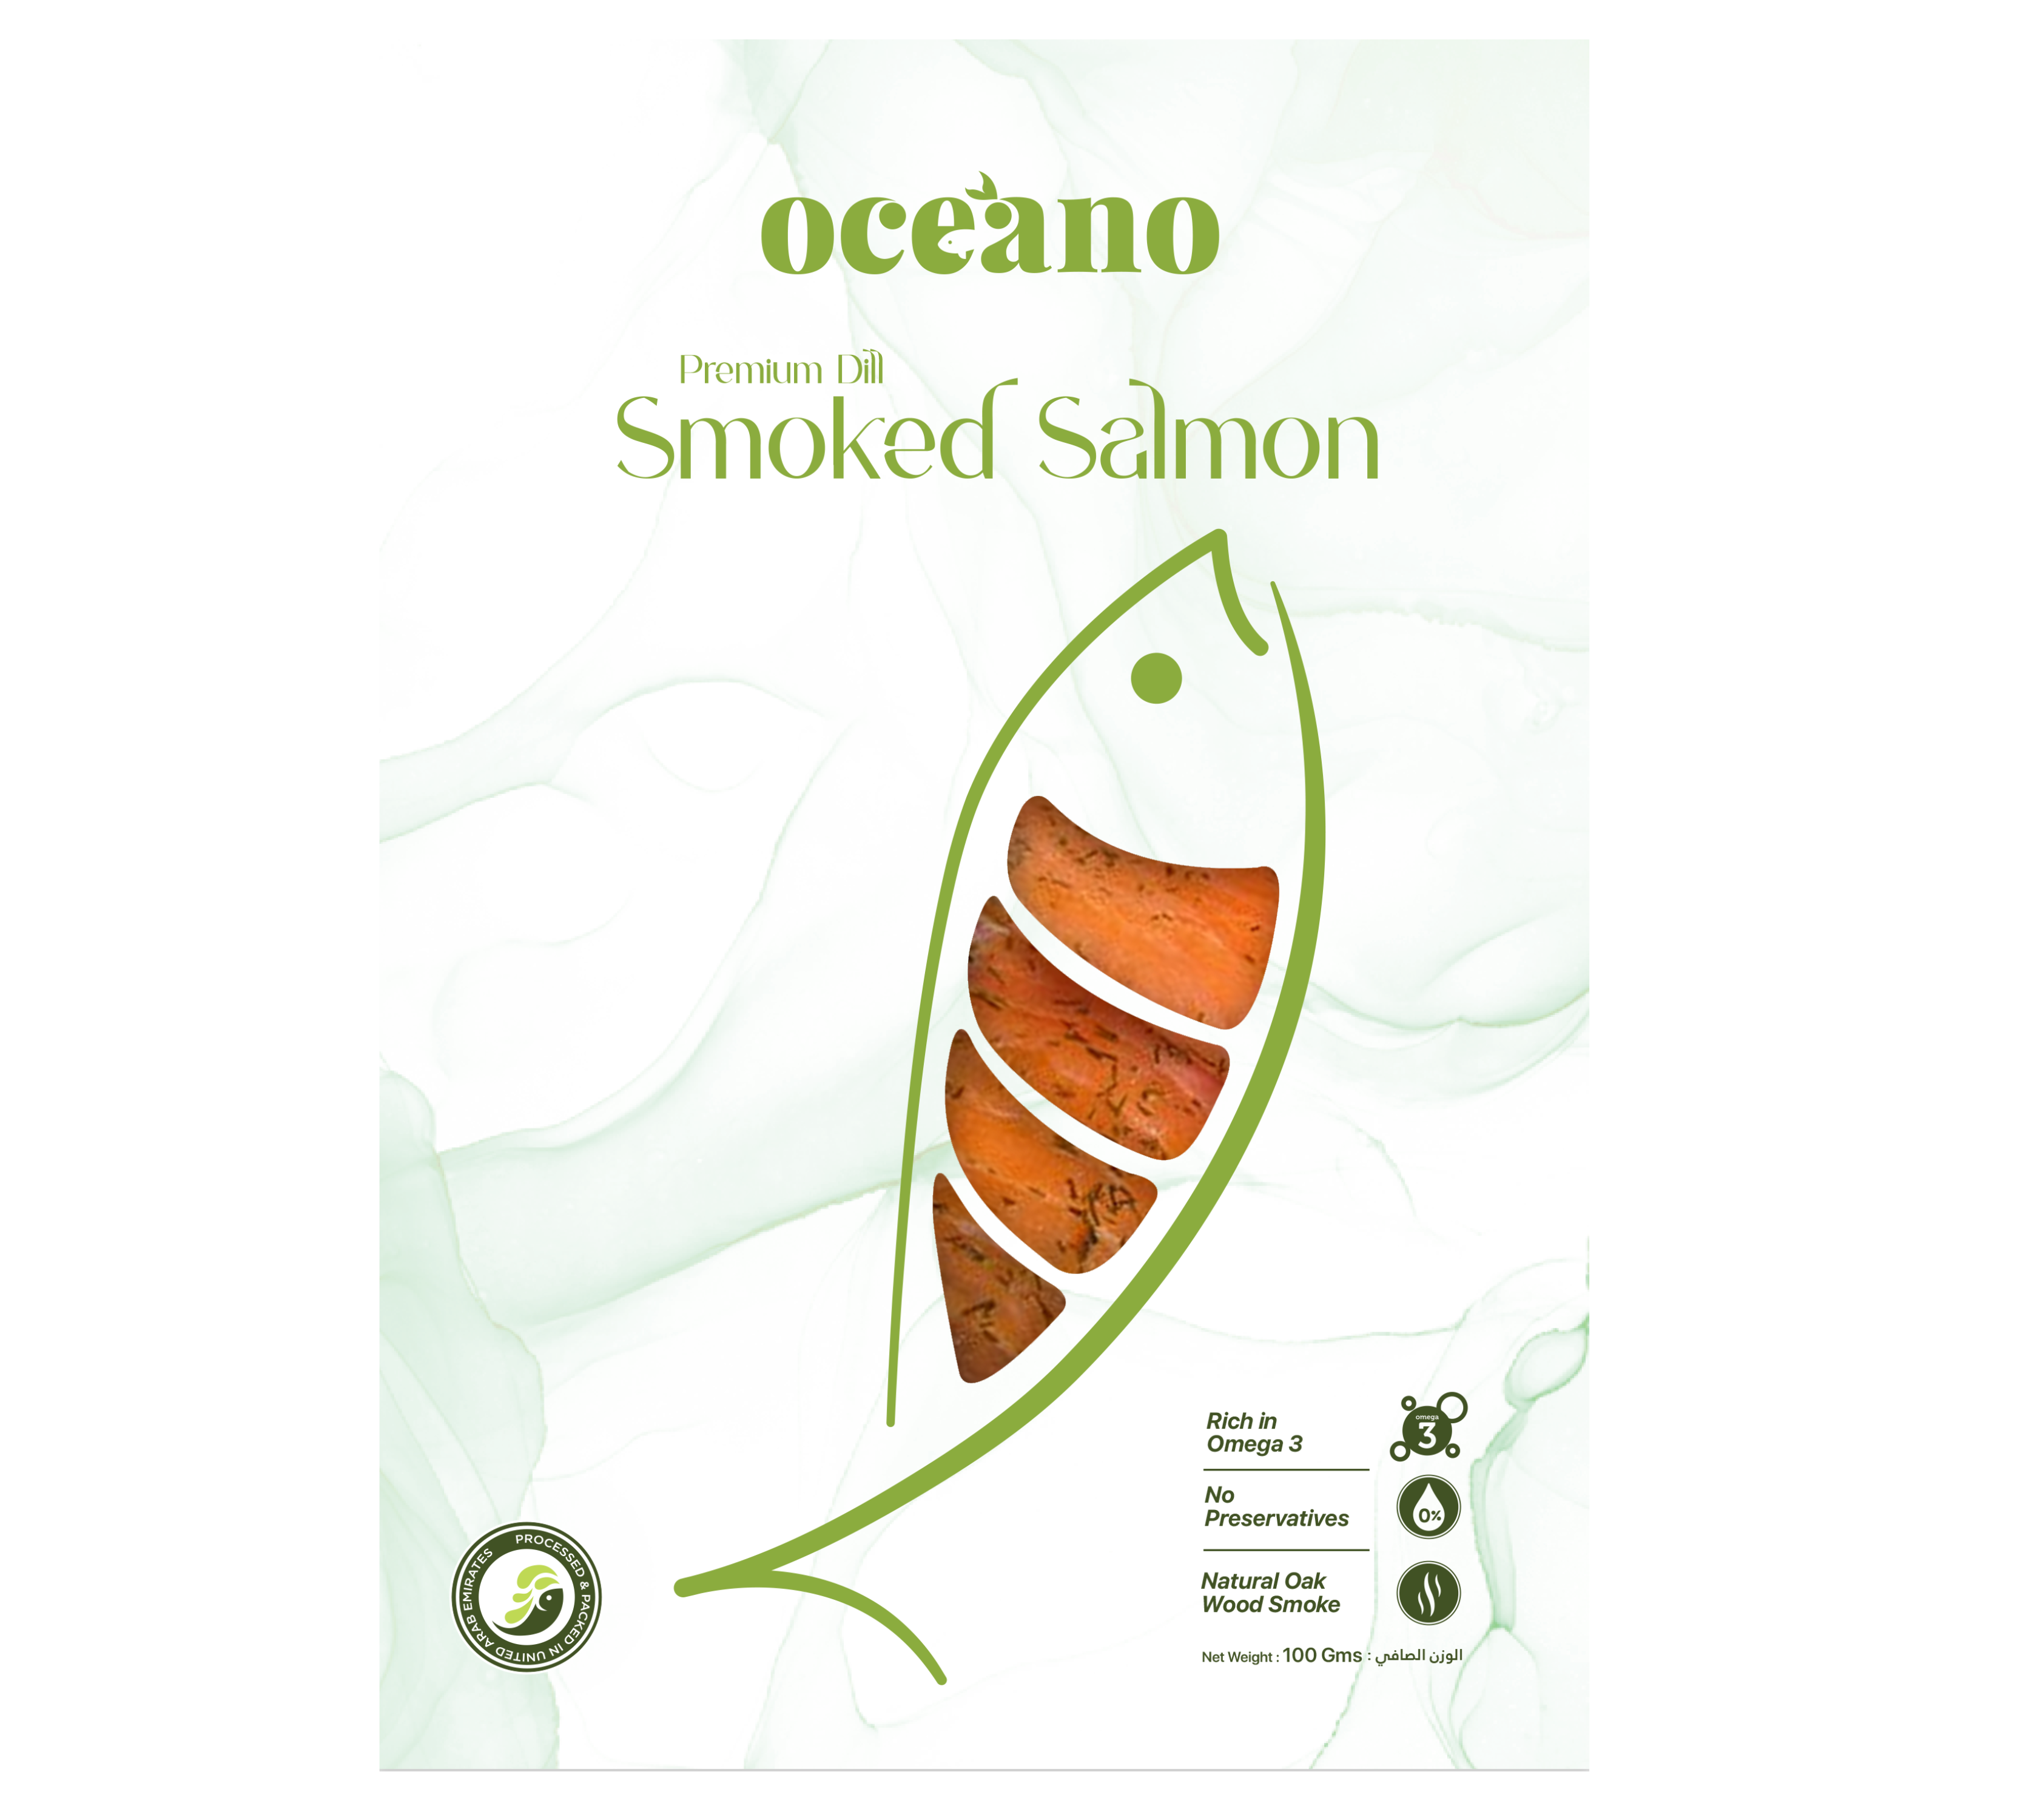 oceano
Premium Dill
Smoked Salmon
Rich in
Omega 3
omega
3
No
Preservatives
0%
Natural Oak
Wood Smoke
Net Weight : 100 Gms : الوزن الصافي
PROCESSED & PACKED IN UNITED ARAB EMIRATES